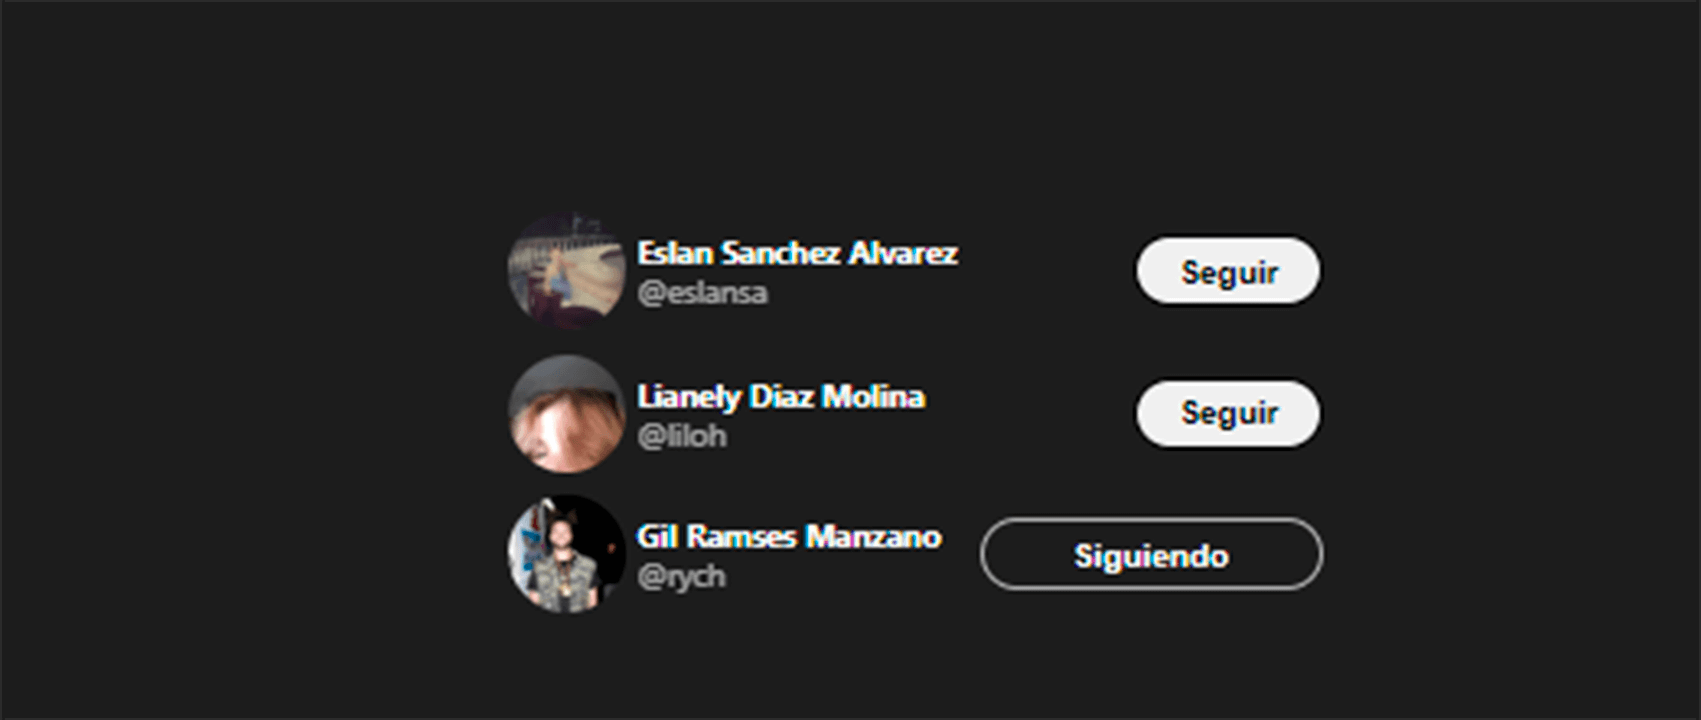 Eslan Sanchez Alvarez
@eslansa
Seguir
Lianely Diaz Molina
@liloh
Seguir
Gil Ramses Manzano
@rych
Siguiendo